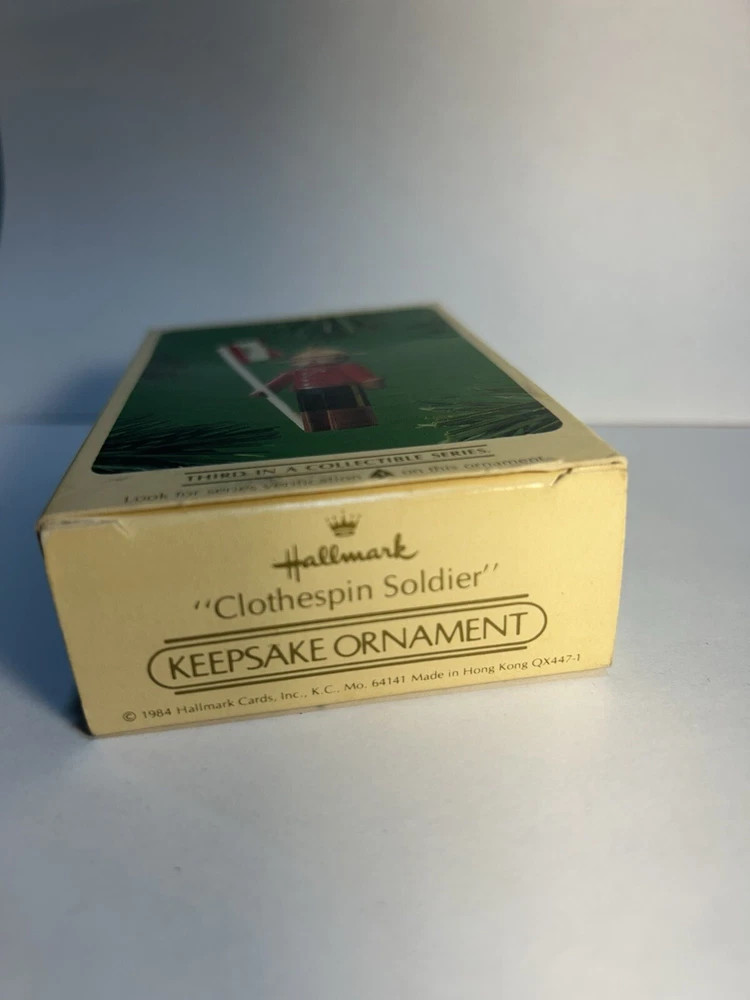 THIRD IN A COLLECTIBLE SERIES.
Look for series verification on this ornament.
Hallmark
“Clothespin Soldier”
KEEPSAKE ORNAMENT
© 1984 Hallmark Cards, Inc., K.C., Mo. 64141 Made in Hong Kong QX447-1